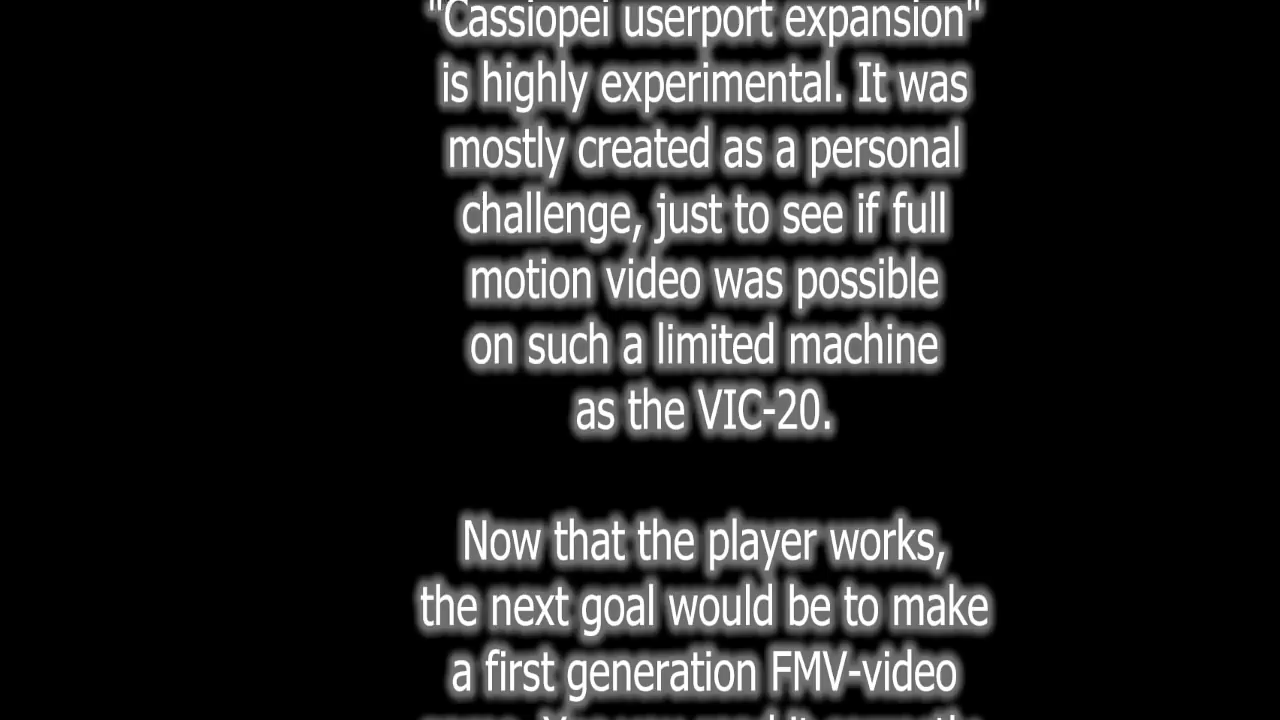 "Cassiopei userport expansion"
is highly experimental. It was
mostly created as a personal
challenge, just to see if full
motion video was possible
on such a limited machine
as the VIC-20.
Now that the player works,
the next goal would be to make
a first generation FMV-video